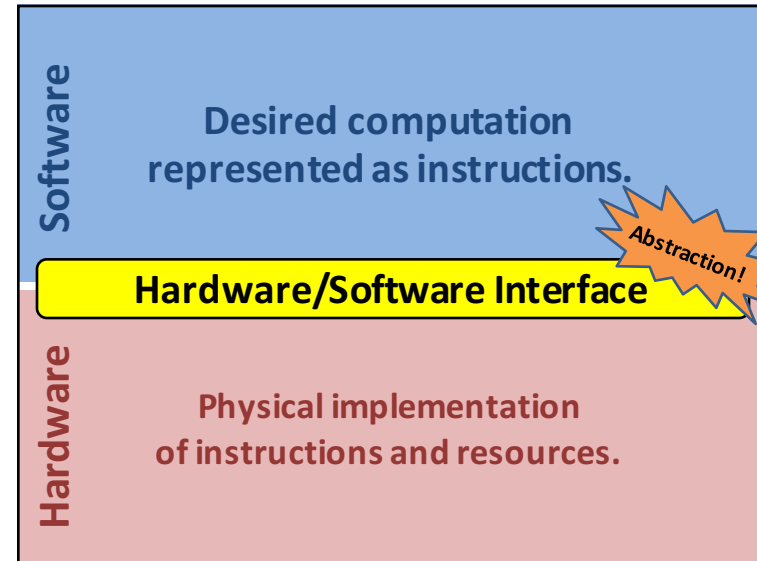 Software
Desired computation
represented as instructions.
Abstraction!
Hardware/Software Interface
Hardware
Physical implementation
of instructions and resources.